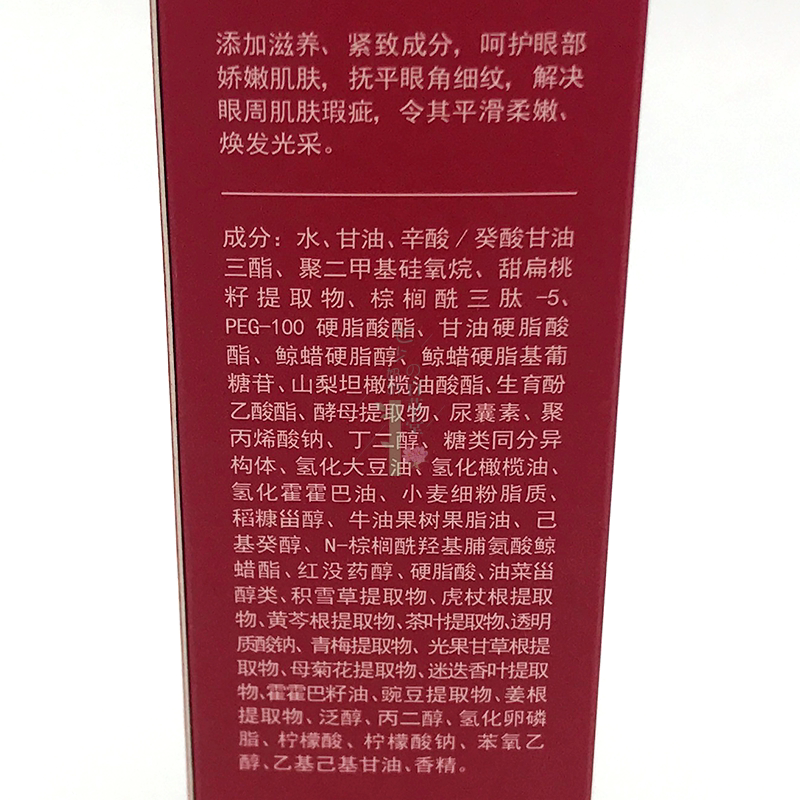 添加滋养、紧致成分，呵护眼部
娇嫩肌肤，抚平眼角细纹，解决
眼周肌肤瑕疵，令其平滑柔嫩、
焕发光采。
成分：水、甘油、辛酸／癸酸甘油
三酯、聚二甲基硅氧烷、甜扁桃
籽提取物、棕榈酰三肽-5、
PEG-100 硬脂酸酯、甘油硬脂酸
酯、鲸蜡硬脂醇、鲸蜡硬脂基葡
糖苷、山梨坦橄榄油酸酯、生育酚
乙酸酯、酵母提取物、尿囊素、聚
丙烯酸钠、丁二醇、糖类同分异
构体、氢化大豆油、氢化橄榄油、
氢化霍霍巴油、小麦细粉脂质、
稻糠甾醇、牛油果树果脂油、己
基癸醇、N-棕榈酰羟基脯氨酸鲸
蜡酯、红没药醇、硬脂酸、油菜甾
醇类、积雪草提取物、虎杖根提取
物、黄芩根提取物、茶叶提取物、透明
质酸钠、青梅提取物、光果甘草根提
取物、母菊花提取物、迷迭香叶提取
物、霍霍巴籽油、豌豆提取物、姜根
提取物、泛醇、丙二醇、氢化卵磷
脂、柠檬酸、柠檬酸钠、苯氧乙
醇、乙基己基甘油、香精。